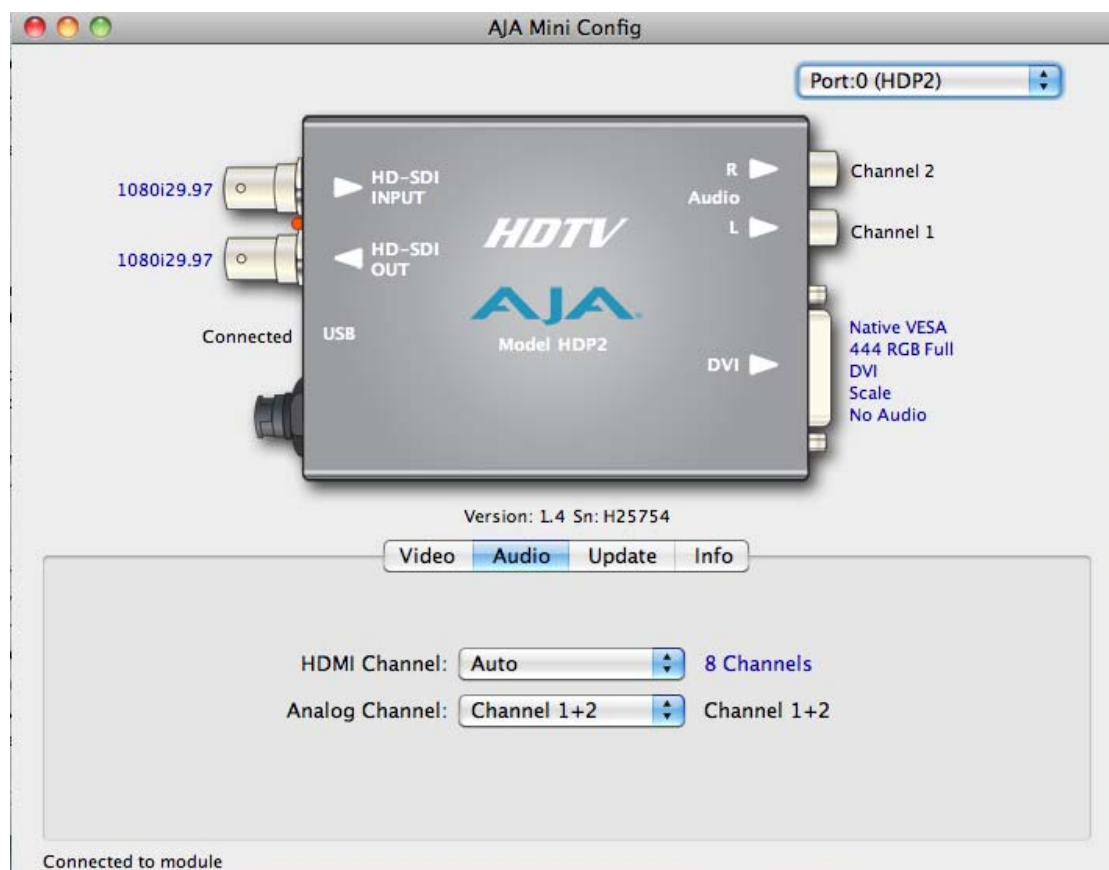 AJA Mini Config
Port:0 (HDP2)
1080i29.97
HD-SDI
INPUT
R
Channel 2
Audio
HDTV
L
Channel 1
1080i29.97
HD-SDI
OUT
AJA
Connected
USB
Model HDP2
DVI
Native VESA
444 RGB Full
DVI
Scale
No Audio
Version: 1.4 Sn: H25754
Video Audio Update Info
HDMI Channel: Auto 8 Channels
Analog Channel: Channel 1+2 Channel 1+2
Connected to module